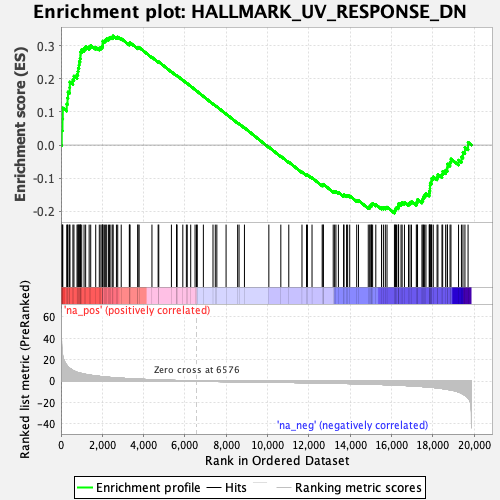 Enrichment plot: HALLMARK_UV_RESPONSE_DN
Enrichment score (ES)
0.3
0.2
0.1
0.0
-0.1
-0.2
Ranked list metric (PreRanked)
60
40
20
0
-20
-40
'na_pos' (positively correlated)
Zero cross at 6576
'na_neg' (negatively correlated)
0
2,000
4,000
6,000
8,000
10,000
12,000
14,000
16,000
18,000
20,000
Rank in Ordered Dataset
Enrichment profile
Hits
Ranking metric scores